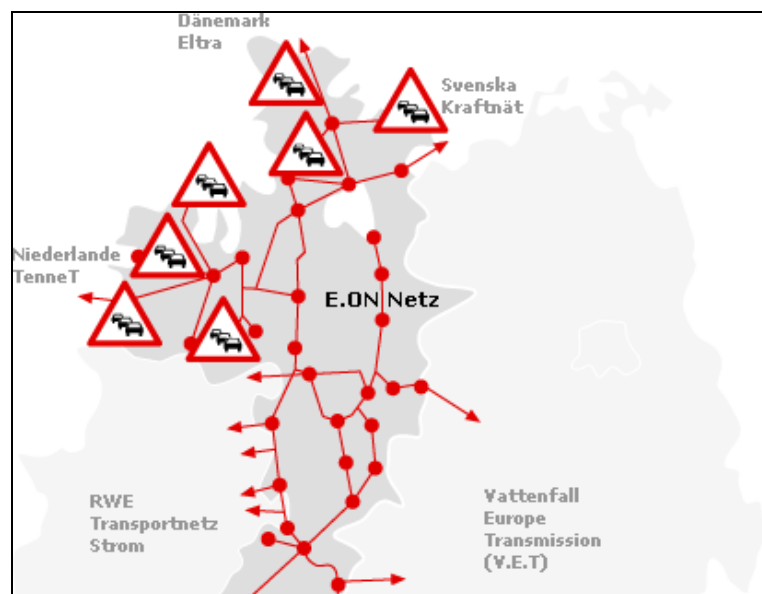 Dänemark
Eltra
Svenska
Kraftnät
Niederlande
TenneT
E.ON Netz
RWE
Transportnetz
Strom
Vattenfall
Europe
Transmission
(V.E.T)